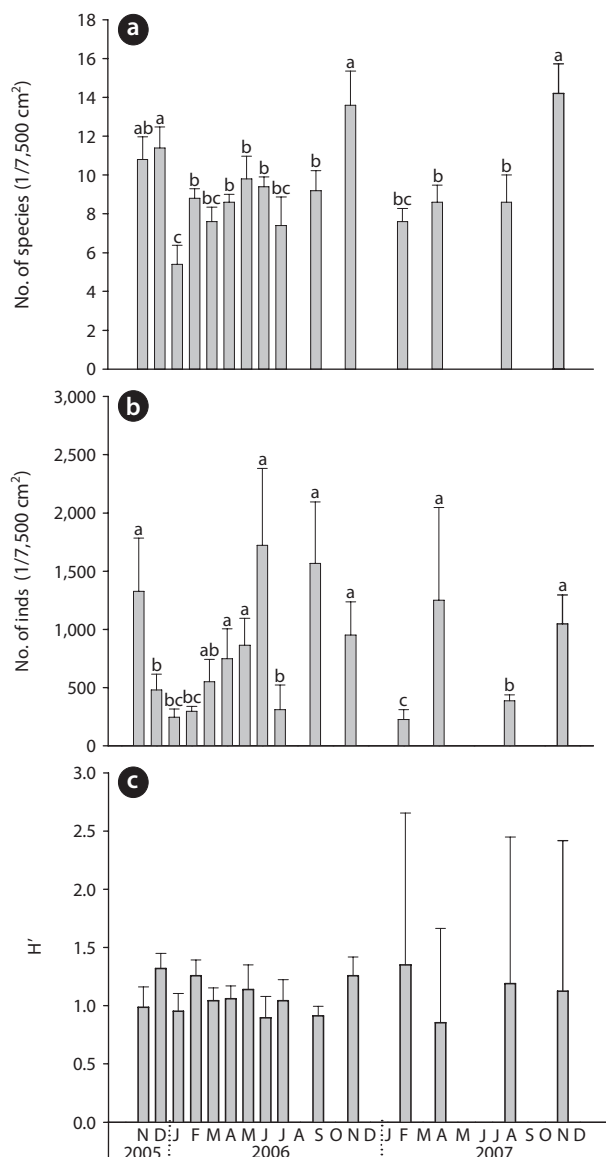 a
No. of species (1/7,500 cm²)
18
16
14
12
10
8
6
4
2
0
ab
a
c
b
bc
b
b
b
bc
b
a
bc
b
b
a
b
No. of inds (1/7,500 cm²)
3,000
2,500
2,000
1,500
1,000
500
0
a
b
bc
bc
ab
a
a
a
b
a
a
c
a
b
a
c
H'
3.0
2.5
2.0
1.5
1.0
0.5
0.0
N D J F M A M J J A S O N D J F M A M J J A S O N D
2005 2006 2007